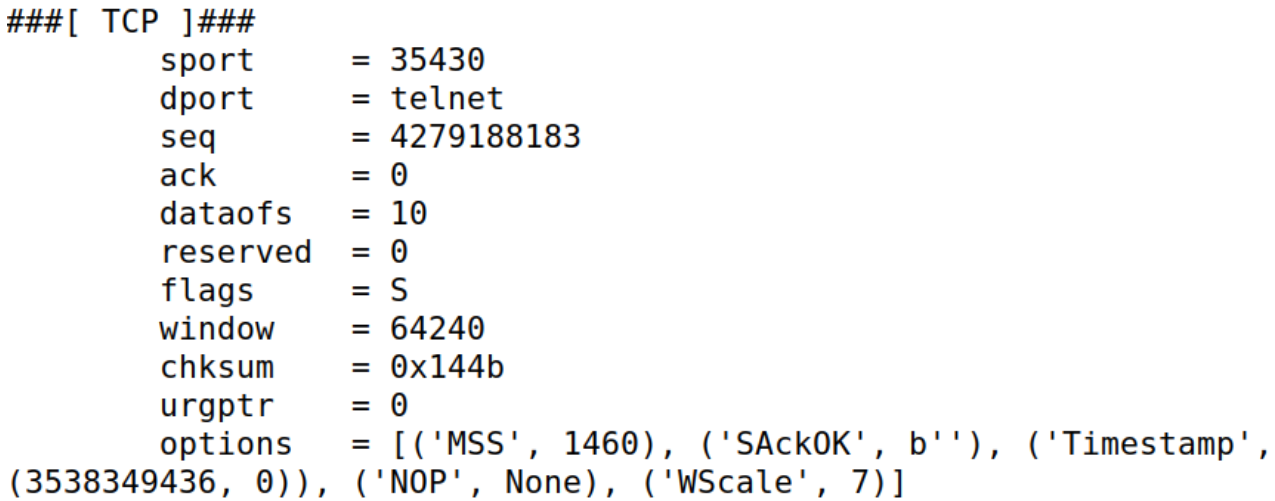 ###[ TCP ]###
sport = 35430
dport = telnet
seq = 4279188183
ack = 0
dataofs = 10
reserved = 0
flags = S
window = 64240
chksum = 0x144b
urgptr = 0
options = [('MSS', 1460), ('SAckOK', b''), ('Timestamp',
(3538349436, 0)), ('NOP', None), ('WScale', 7)]